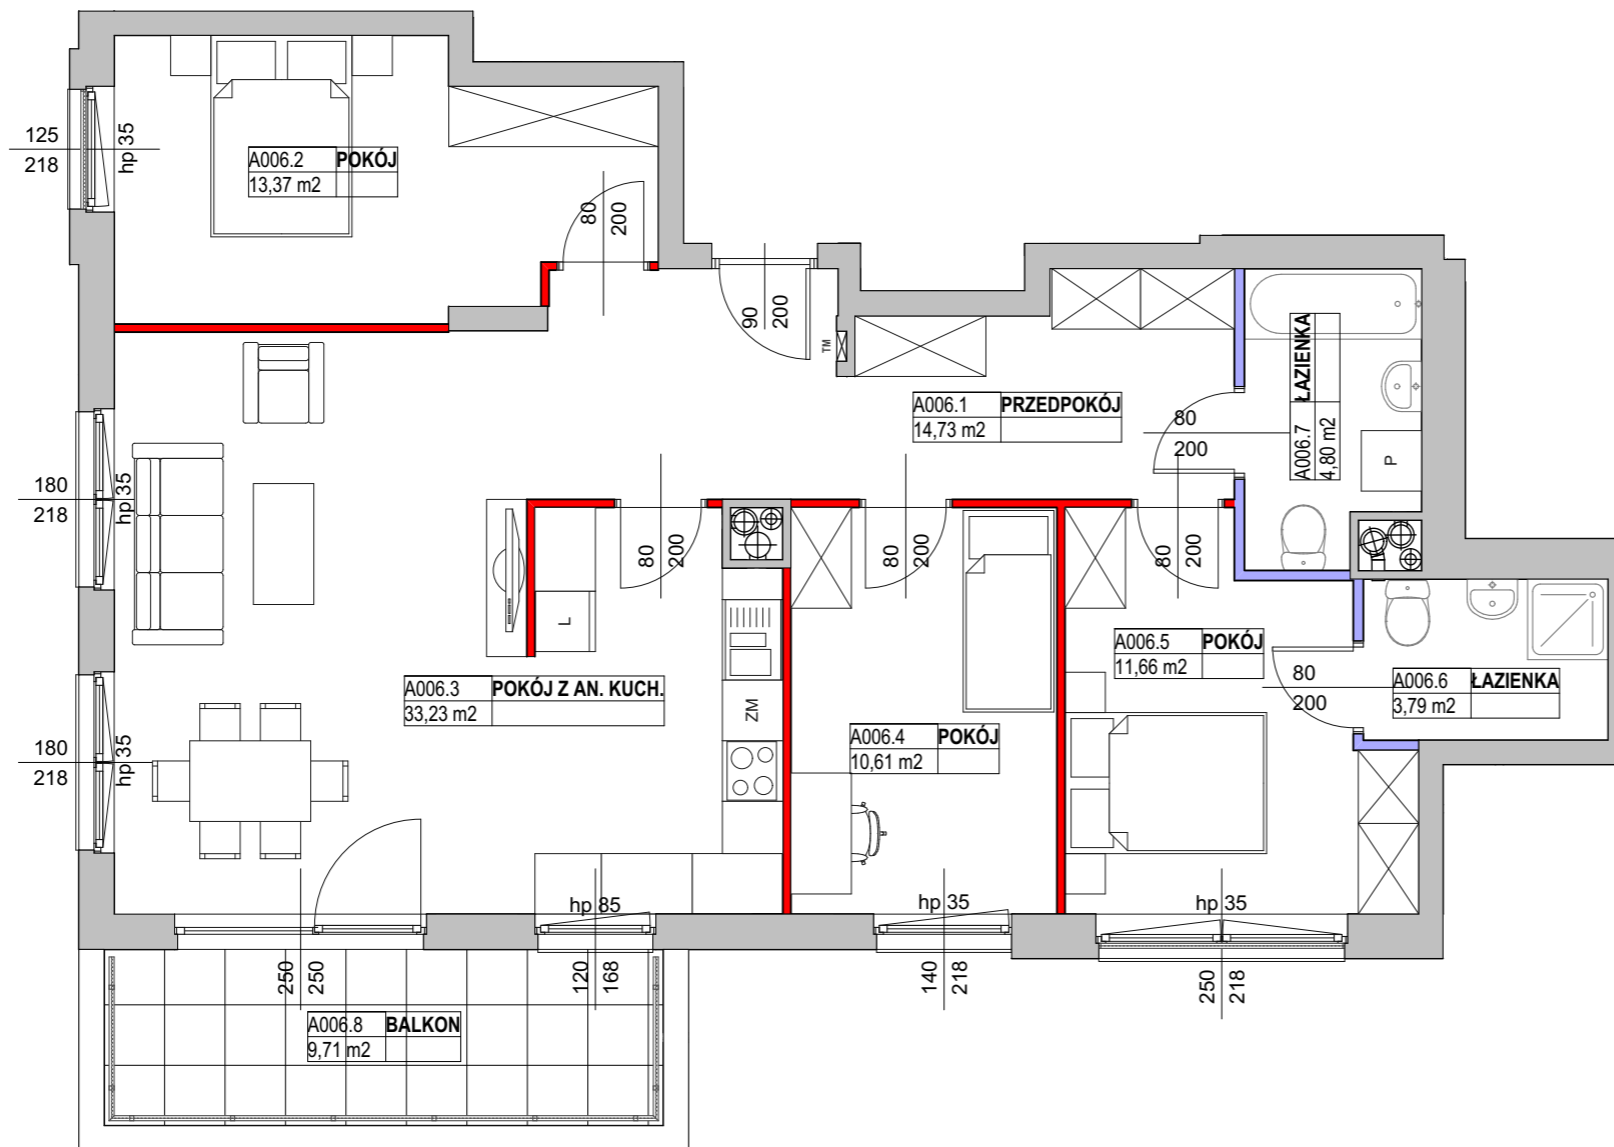 125
218
hp 35
A006.2 POKÓJ
13,37 m2
80
200
90
200
TM
A006.1 PRZEDPOKÓJ
14,73 m2
80
200
A006.7 ŁAZIENKA
4,80 m2
P
180
218
hp 35
80
200
80
200
80
200
L
A006.3 POKÓJ Z AN. KUCH.
33,23 m2
ZM
A006.4 POKÓJ
10,61 m2
A006.5 POKÓJ
11,66 m2
80
200
A006.6 ŁAZIENKA
3,79 m2
180
218
hp 35
hp 85
hp 35
hp 35
250
250
120
168
140
218
250
218
A006.8 BALKON
9,71 m2